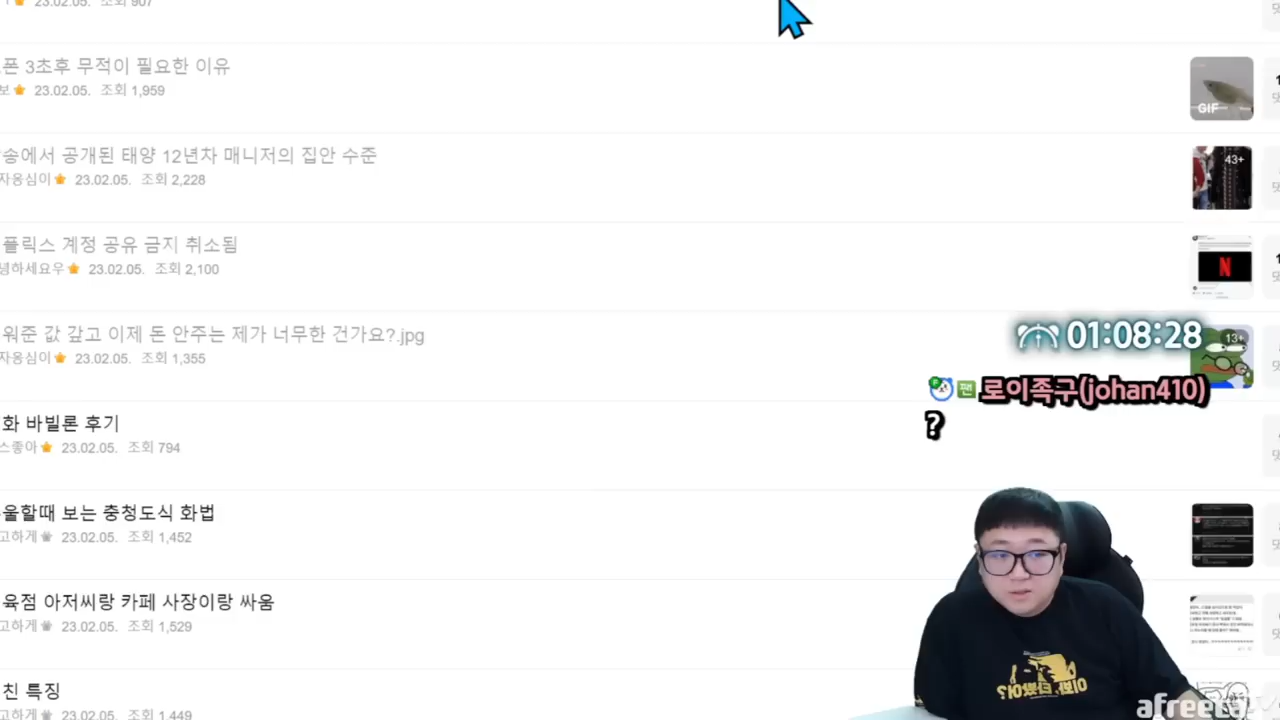 23.02.05. 조회 907
폰 3초후 무적이 필요한 이유
보 23.02.05. 조회 1,959
GIF
송에서 공개된 태양 12년차 매니저의 집안 수준
자옹심이 23.02.05. 조회 2,228
43+
플릭스 계정 공유 금지 취소됨
녕하세요우 23.02.05. 조회 2,100
N
워준 값 갚고 이제 돈 안주는 제가 너무한 건가요?.jpg
자옹심이 23.02.05. 조회 1,355
13+
01:08:28
팬 로이족구(johan410)
?
화 바빌론 후기
스좋아 23.02.05. 조회 794
울할때 보는 충청도식 화법
고하게 23.02.05. 조회 1,452
육점 아저씨랑 카페 사장이랑 싸움
고하게 23.02.05. 조회 1,529
친 특징
고하게 23.02.05. 조회 1,449
afreeca